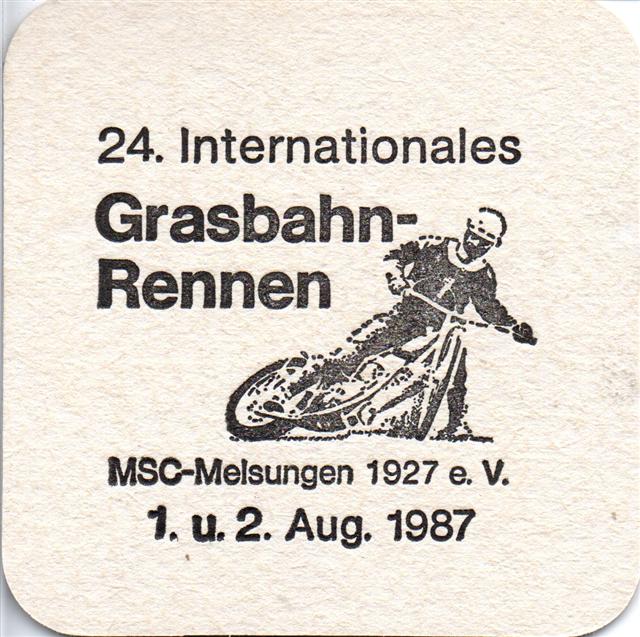 24. Internationales
Grasbahn-
Rennen
MSC-Melsungen 1927 e. V.
1. u. 2. Aug. 1987